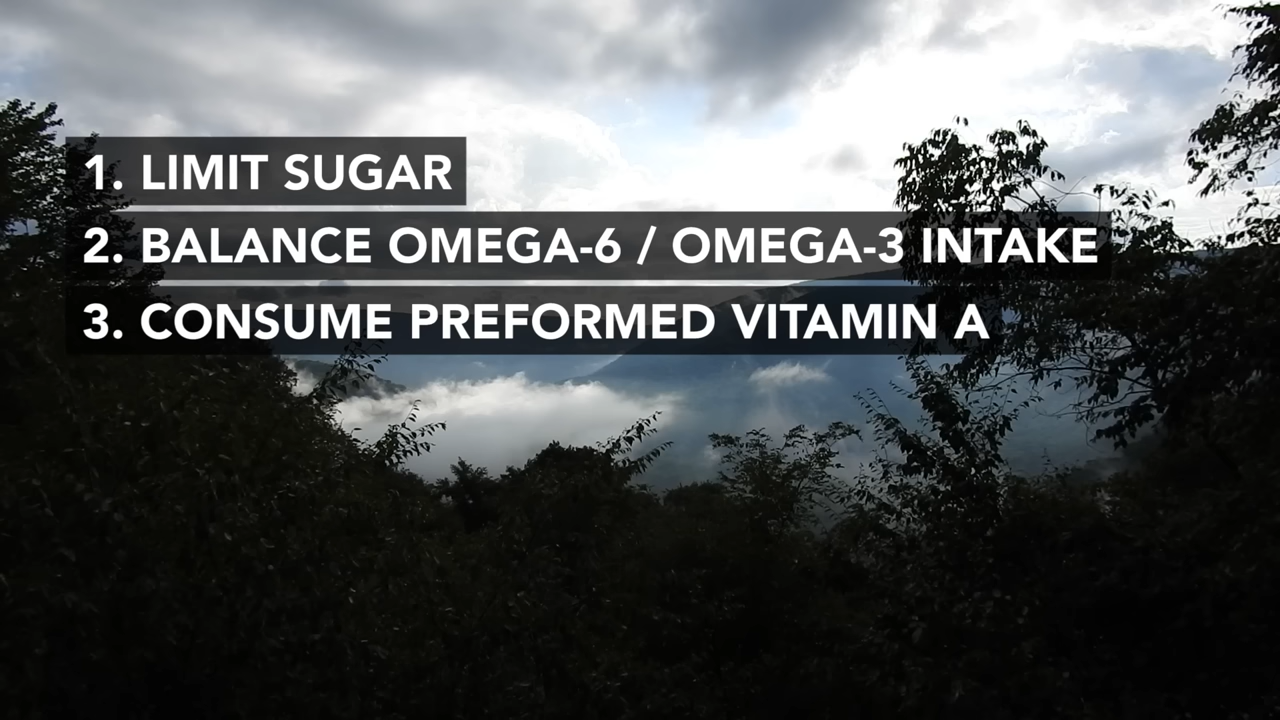 1. LIMIT SUGAR
2. BALANCE OMEGA-6 / OMEGA-3 INTAKE
3. CONSUME PREFORMED VITAMIN A